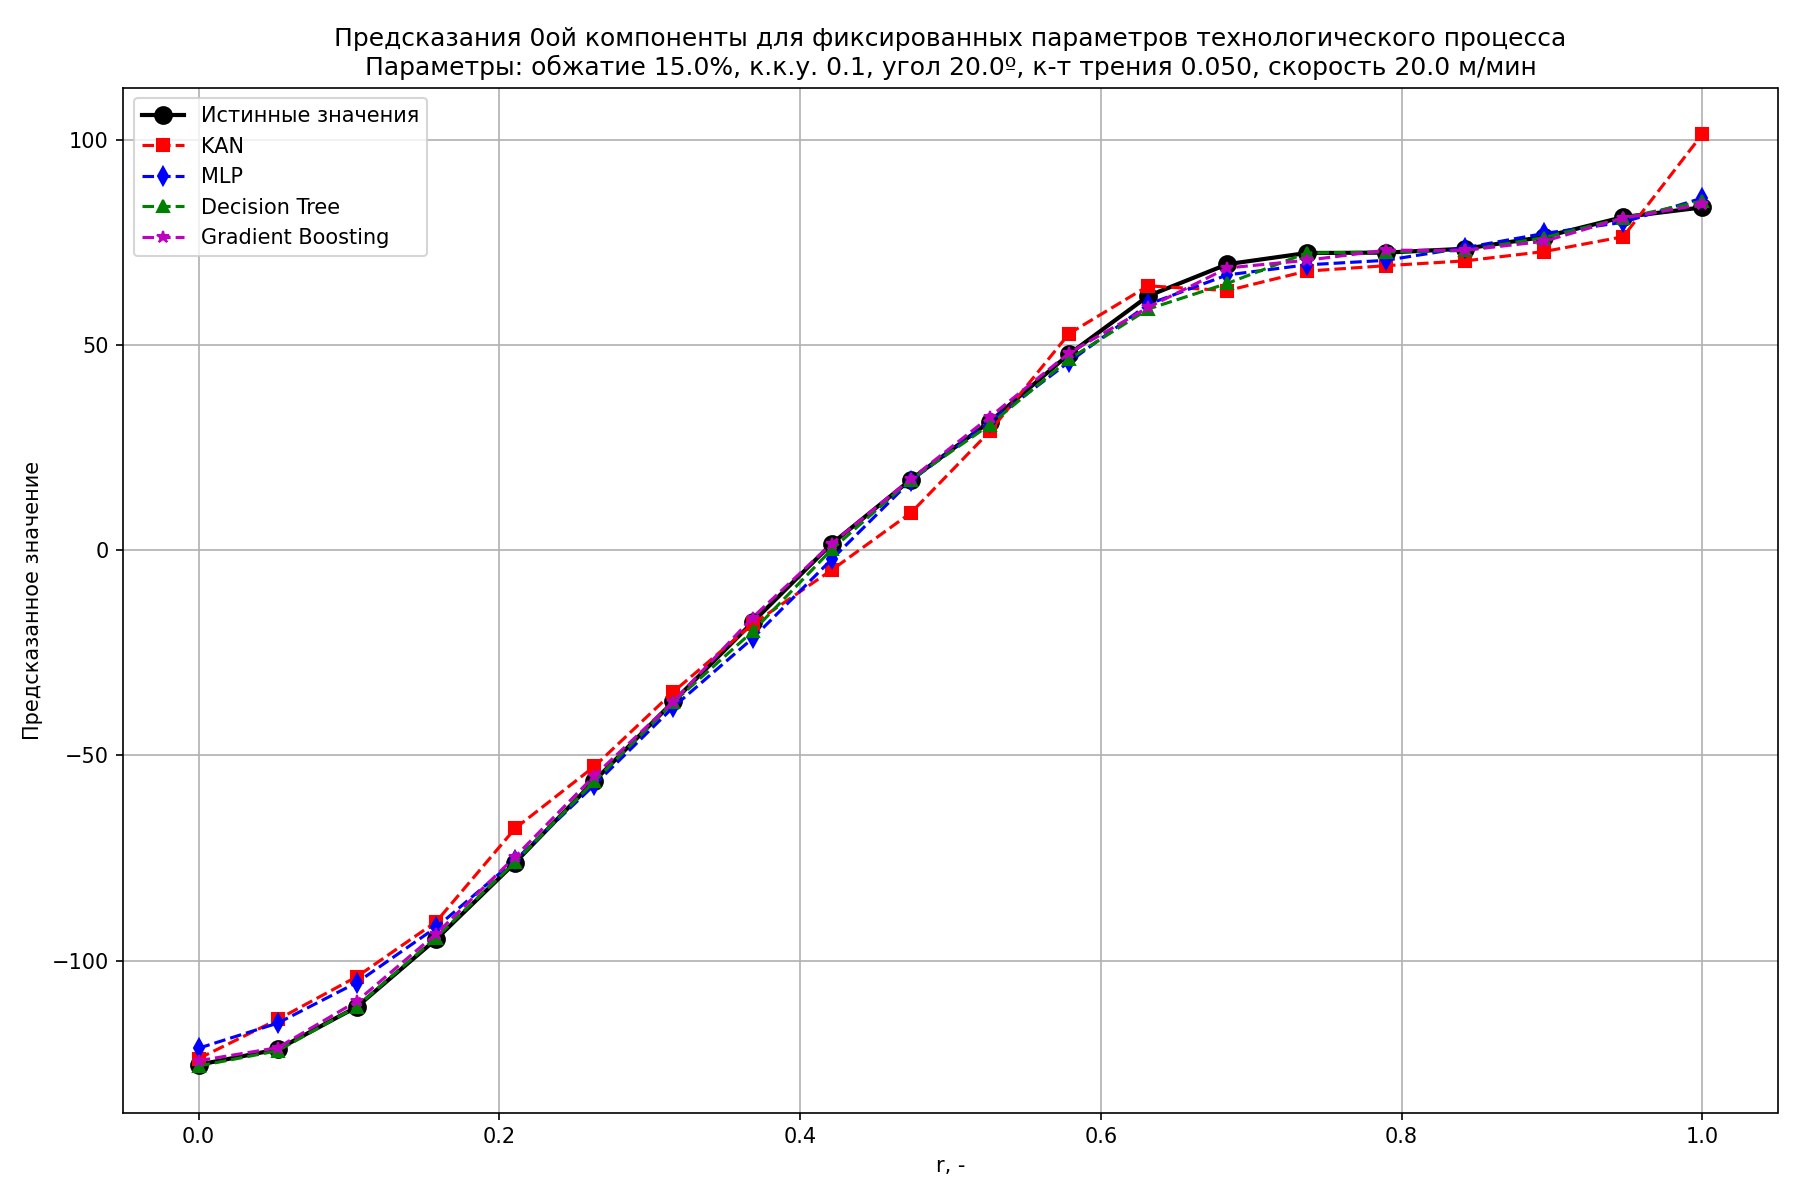 Предсказания 0ой компоненты для фиксированных параметров технологического процесса
Параметры: обжатие 15.0%, к.к.у. 0.1, угол 20.0º, к-т трения 0.050, скорость 20.0 м/мин
Истинные значения
KAN
MLP
Decision Tree
Gradient Boosting
Предсказанное значение
100
50
0
−50
−100
0.0
0.2
0.4
0.6
0.8
1.0
r, -